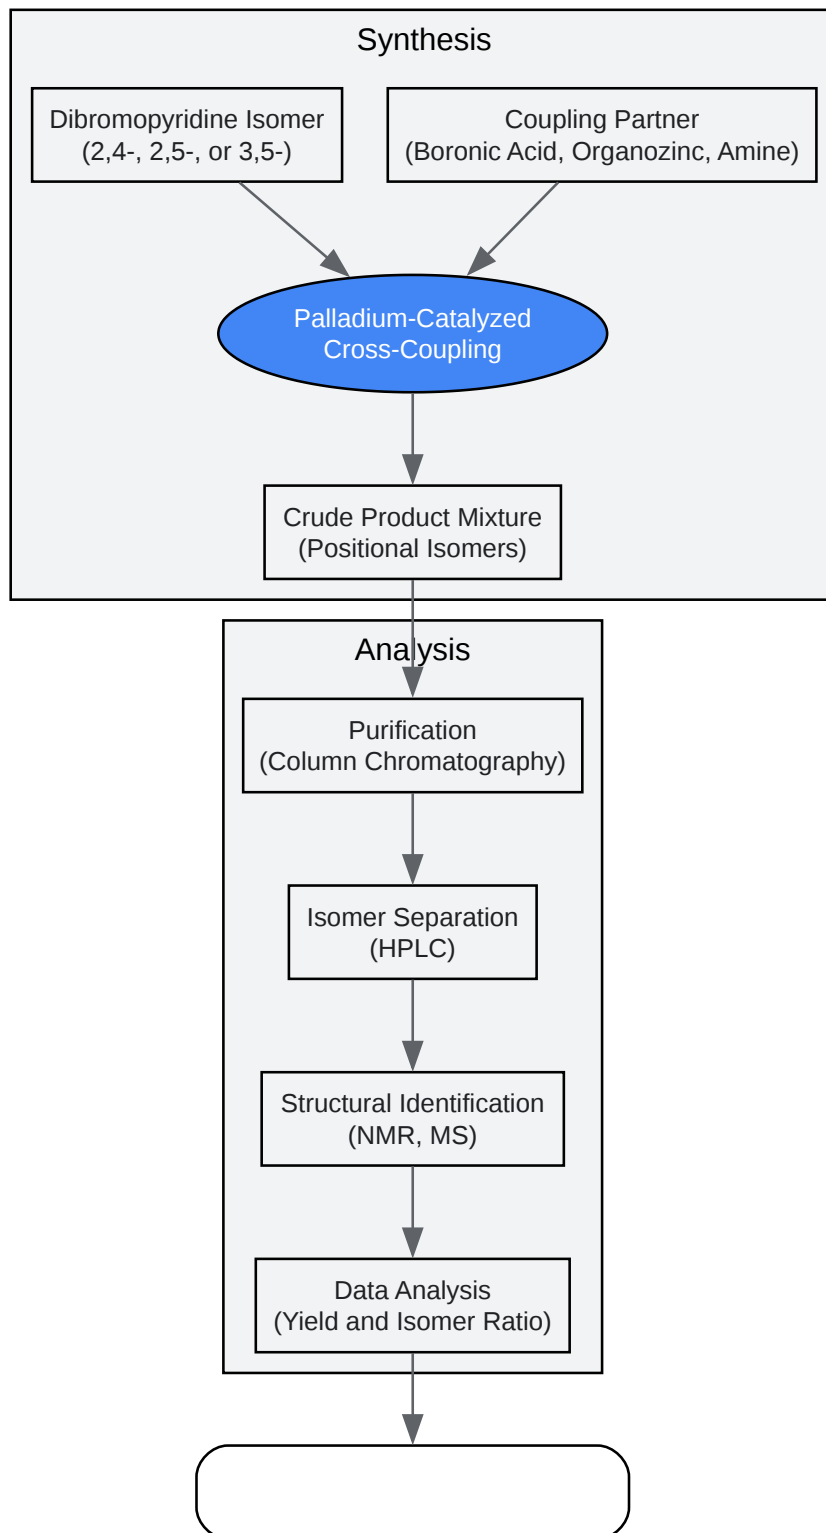 Synthesis
Dibromopyridine Isomer
(2,4-, 2,5-, or 3,5-)
Coupling Partner
(Boronic Acid, Organozinc, Amine)
Palladium-Catalyzed
Cross-Coupling
Crude Product Mixture
(Positional Isomers)
Analysis
Purification
(Column Chromatography)
Isomer Separation
(HPLC)
Structural Identification
(NMR, MS)
Data Analysis
(Yield and Isomer Ratio)